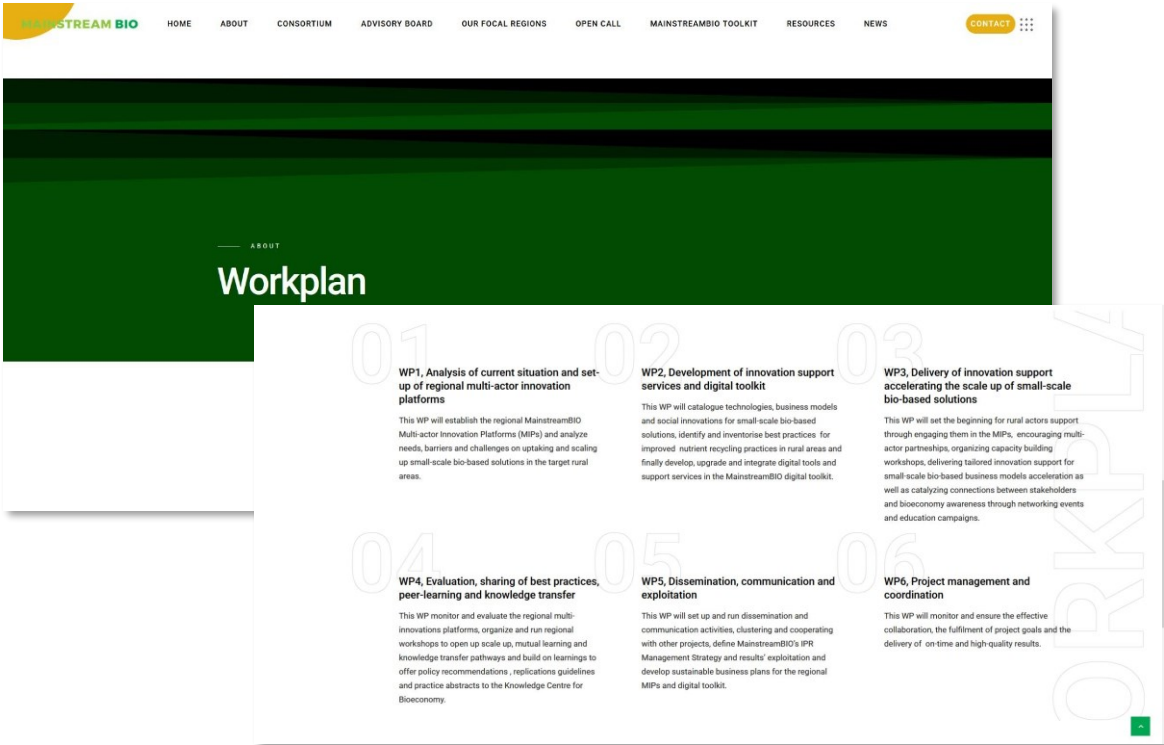 MAINSTREAM BIO
HOME
ABOUT
CONSORTIUM
ADVISORY BOARD
OUR FOCAL REGIONS
OPEN CALL
MAINSTREAMBIO TOOLKIT
RESOURCES
NEWS
CONTACT
ABOUT
Workplan
01
WP1, Analysis of current situation and set-
up of regional multi-actor innovation
platforms
This WP will establish the regional MainstreamBIO
Multi-actor Innovation Platforms (MIPs) and analyze
needs, barriers and challenges on uptaking and scaling
up small-scale bio-based solutions in the target rural
areas.
02
WP2, Development of innovation support
services and digital toolkit
This WP will catalogue technologies, business models
and social innovations for small-scale bio-based
solutions, identify and inventorise best practices for
improved nutrient recycling practices in rural areas and
finally develop, upgrade and integrate digital tools and
support services in the MainstreamBIO digital toolkit.
03
WP3, Delivery of innovation support
accelerating the scale up of small-scale
bio-based solutions
This WP will set the beginning for rural actors support
through engaging them in the MIPs, encouraging multi-
actor partneships, organizing capacity building
workshops, delivering tailored innovation support for
small-scale bio-based business models acceleration as
well as catalyzing connections between stakeholders
and bioeconomy awareness through networking events
and education campaigns.
04
WP4, Evaluation, sharing of best practices,
peer-learning and knowledge transfer
This WP monitor and evaluate the regional multi-
innovations platforms, organize and run regional
workshops to open up scale up, mutual learning and
knowledge transfer pathways and build on learnings to
offer policy recommendations , replications guidelines
and practice abstracts to the Knowledge Centre for
Bioeconomy.
05
WP5, Dissemination, communication and
exploitation
This WP will set up and run dissemination and
communication activities, clustering and cooperating
with other projects, define MainstreamBIO's IPR
Management Strategy and results' exploitation and
develop sustainable business plans for the regional
MIPs and digital toolkit.
06
WP6, Project management and
coordination
This WP will monitor and ensure the effective
collaboration, the fulfilment of project goals and the
delivery of on-time and high-quality results.
ORKPLA